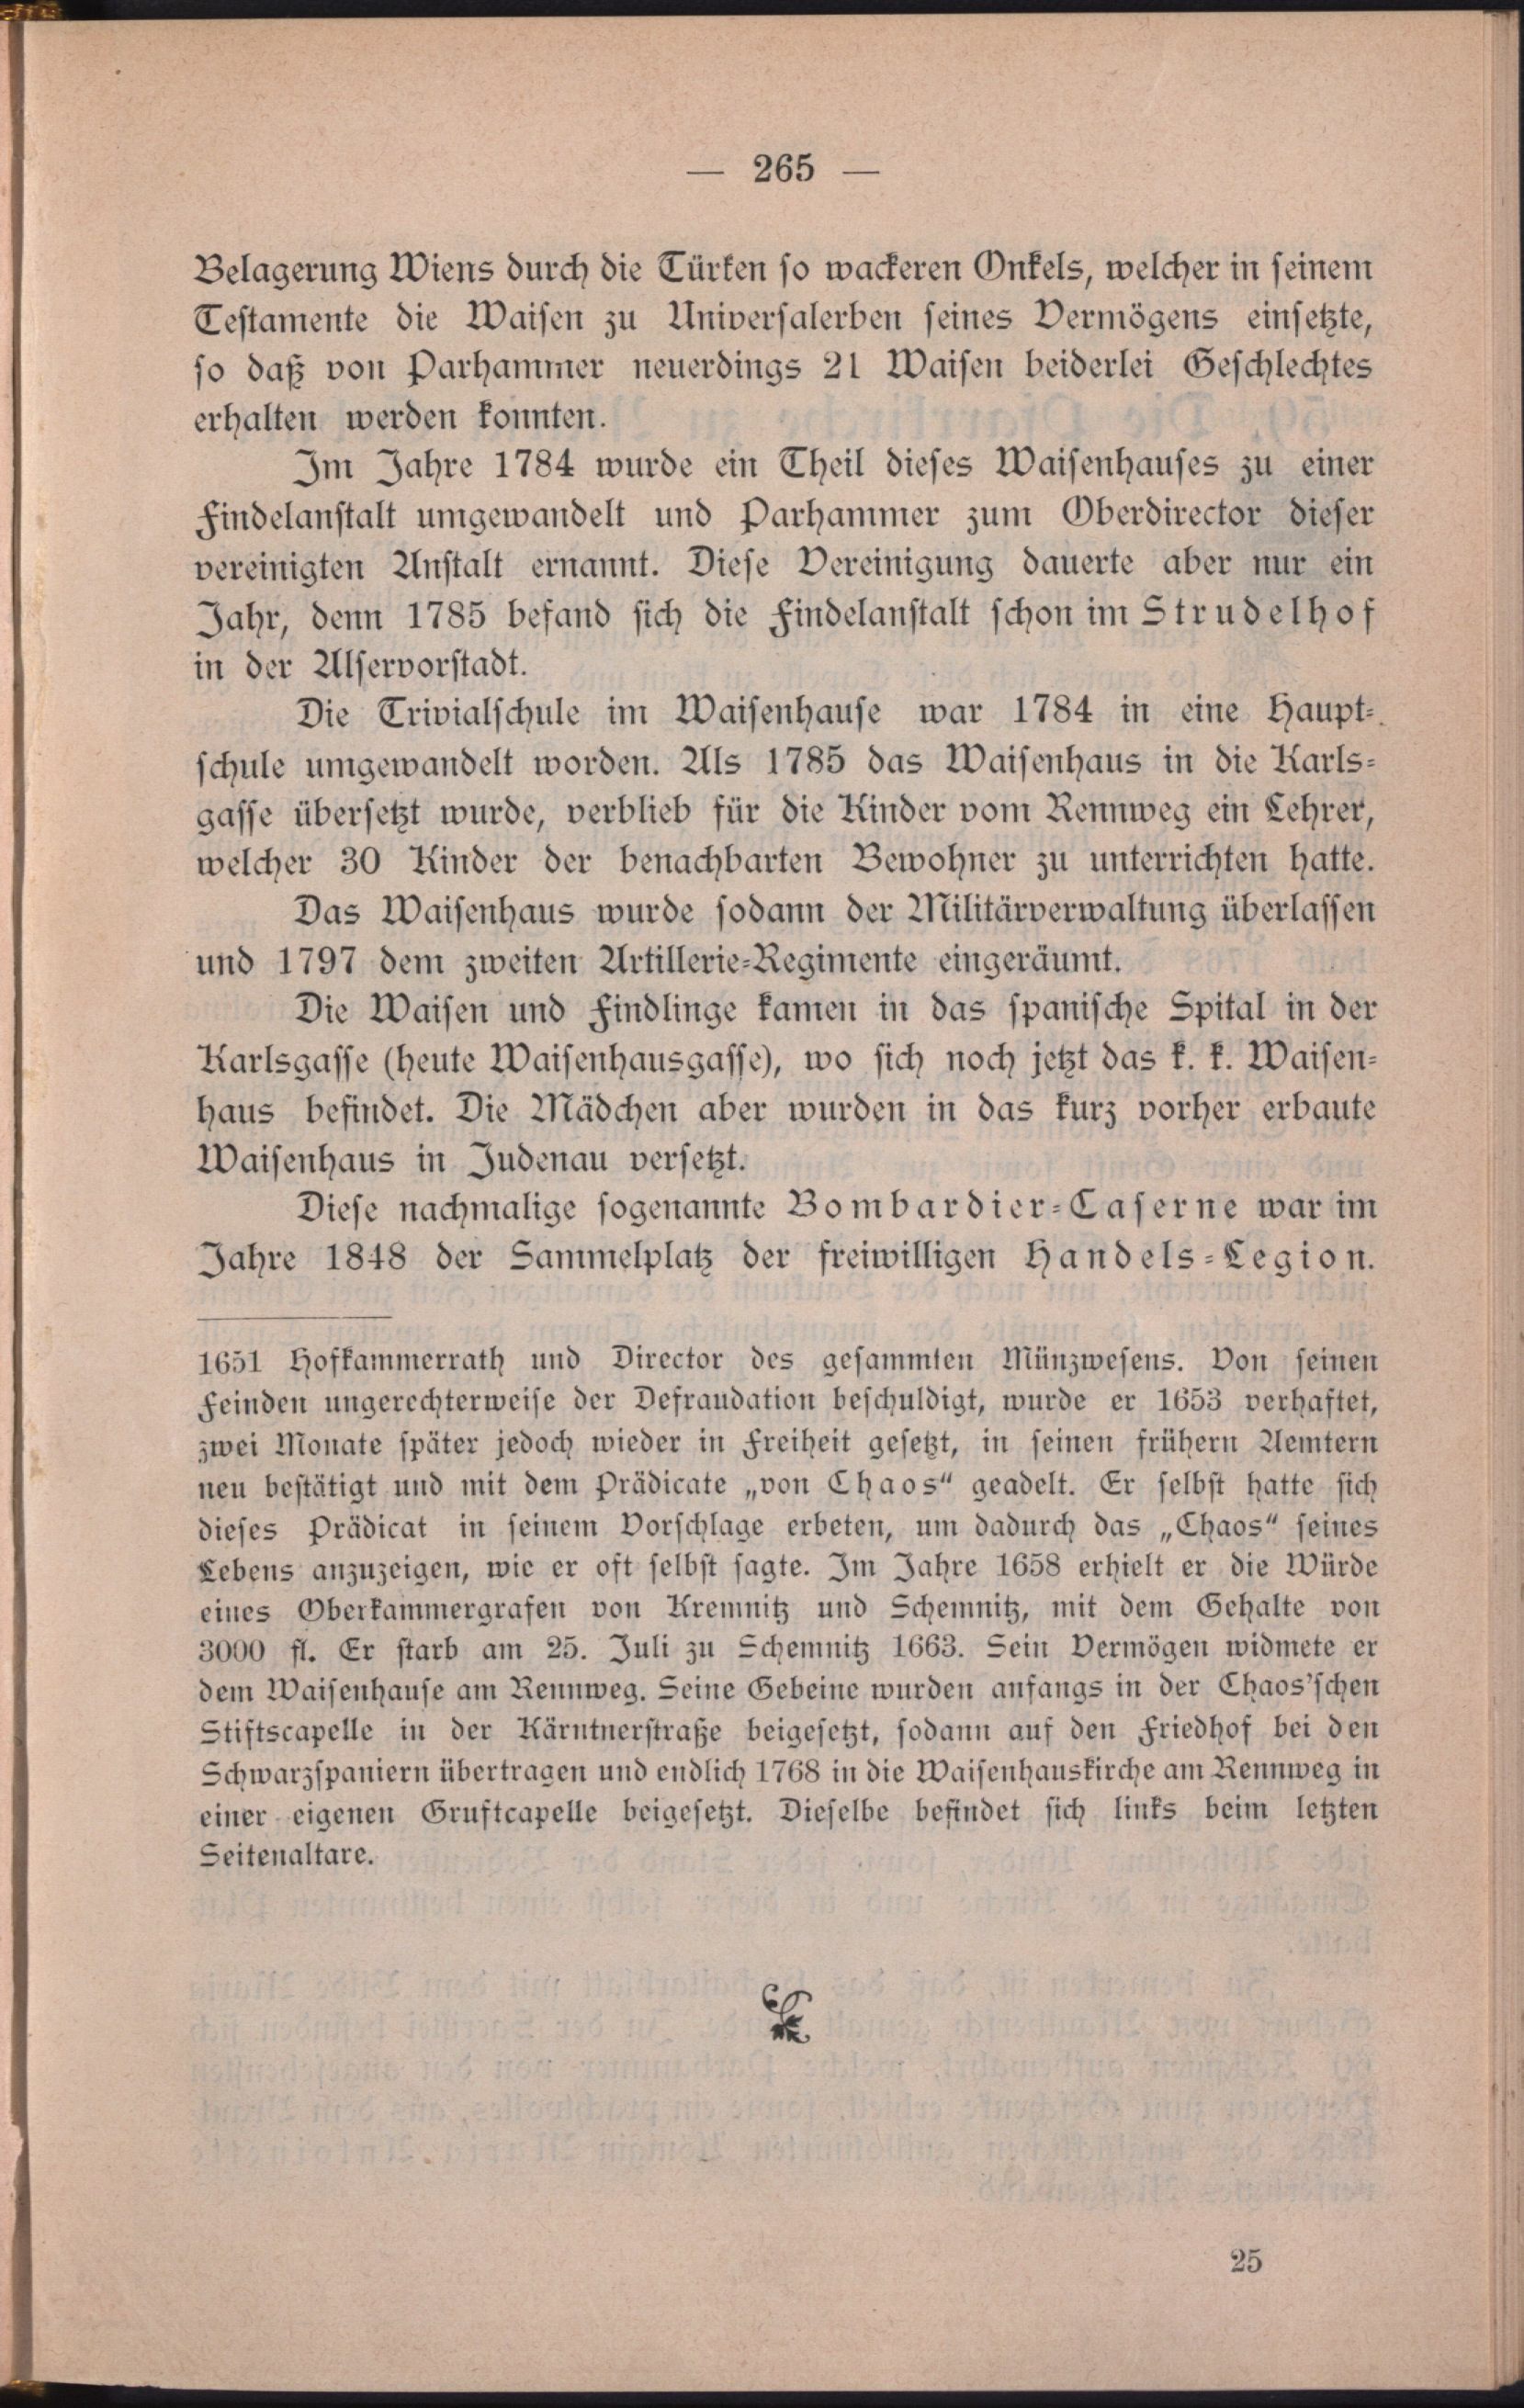 — 265 —
Belagerung Wiens durch die Türken so wackeren Onkels, welcher in seinem
Testamente die Waisen zu Universalerben seines Vermögens einsetzte,
so daß von Parhammer neuerdings 21 Waisen beiderlei Geschlechtes
erhalten werden konnten.
Im Jahre 1784 wurde ein Theil dieses Waisenhauses zu einer
Findelanstalt umgewandelt und Parhammer zum Oberdirector dieser
vereinigten Anstalt ernannt. Diese Vereinigung dauerte aber nur ein
Jahr, denn 1785 befand sich die Findelanstalt schon im Strudelhof
in der Alservorstadt.
Die Trivialschule im Waisenhause war 1784 in eine Haupt-
schule umgewandelt worden. Als 1785 das Waisenhaus in die Karls-
gasse übersetzt wurde, verblieb für die Kinder vom Rennweg ein Lehrer,
welcher 30 Kinder der benachbarten Bewohner zu unterrichten hatte.
Das Waisenhaus wurde sodann der Militärverwaltung überlassen
und 1797 dem zweiten Artillerie-Regimente eingeräumt.
Die Waisen und Findlinge kamen in das spanische Spital in der
Karlsgasse (heute Waisenhausgasse), wo sich noch jetzt das k. k. Waisen-
haus befindet. Die Mädchen aber wurden in das kurz vorher erbaute
Waisenhaus in Judenau versetzt.
Diese nachmalige sogenannte Bombardier-Caserne war im
Jahre 1848 der Sammelplatz der freiwilligen Handels-Legion.
1651 Hofkammerrath und Director des gesammten Münzwesens. Von seinen
Feinden ungerechterweise der Defraudation beschuldigt, wurde er 1653 verhaftet,
zwei Monate später jedoch wieder in Freiheit gesetzt, in seinen frühern Aemtern
neu bestätigt und mit dem Prädicate „von Chaos“ geadelt. Er selbst hatte sich
dieses Prädicat in seinem Vorschlage erbeten, um dadurch das „Chaos“ seines
Lebens anzuzeigen, wie er oft selbst sagte. Im Jahre 1658 erhielt er die Würde
eines Oberkammergrafen von Kremnitz und Schemnitz, mit dem Gehalte von
3000 fl. Er starb am 25. Juli zu Schemnitz 1663. Sein Vermögen widmete er
dem Waisenhause am Rennweg. Seine Gebeine wurden anfangs in der Chaos'schen
Stiftscapelle in der Kärntnerstraße beigesetzt, sodann auf den Friedhof bei den
Schwarzspaniern übertragen und endlich 1768 in die Waisenhauskirche am Rennweg in
einer eigenen Gruftcapelle beigesetzt. Dieselbe befindet sich links beim letzten
Seitenaltare.
25